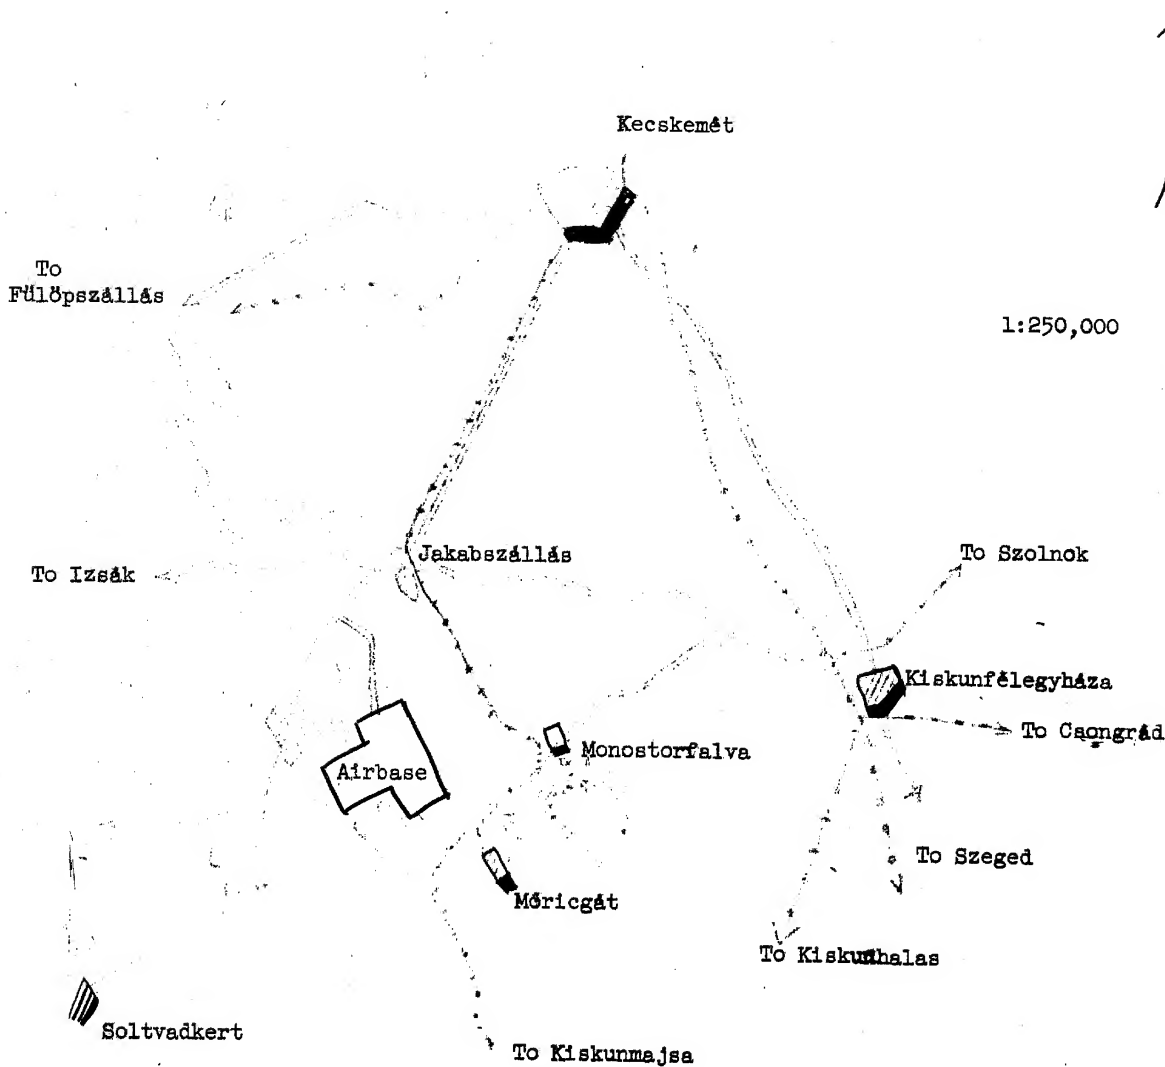 Kecskemét
To
Fülöpszállás
1:250,000
Jakabszállás
To Szolnok
To Izsák
Kiskunfélegyháza
To Csongrád
Monostorfalva
Airbase
To Szeged
Móricgát
To Kiskunhalas
Soltvadkert
To Kiskunmajsa